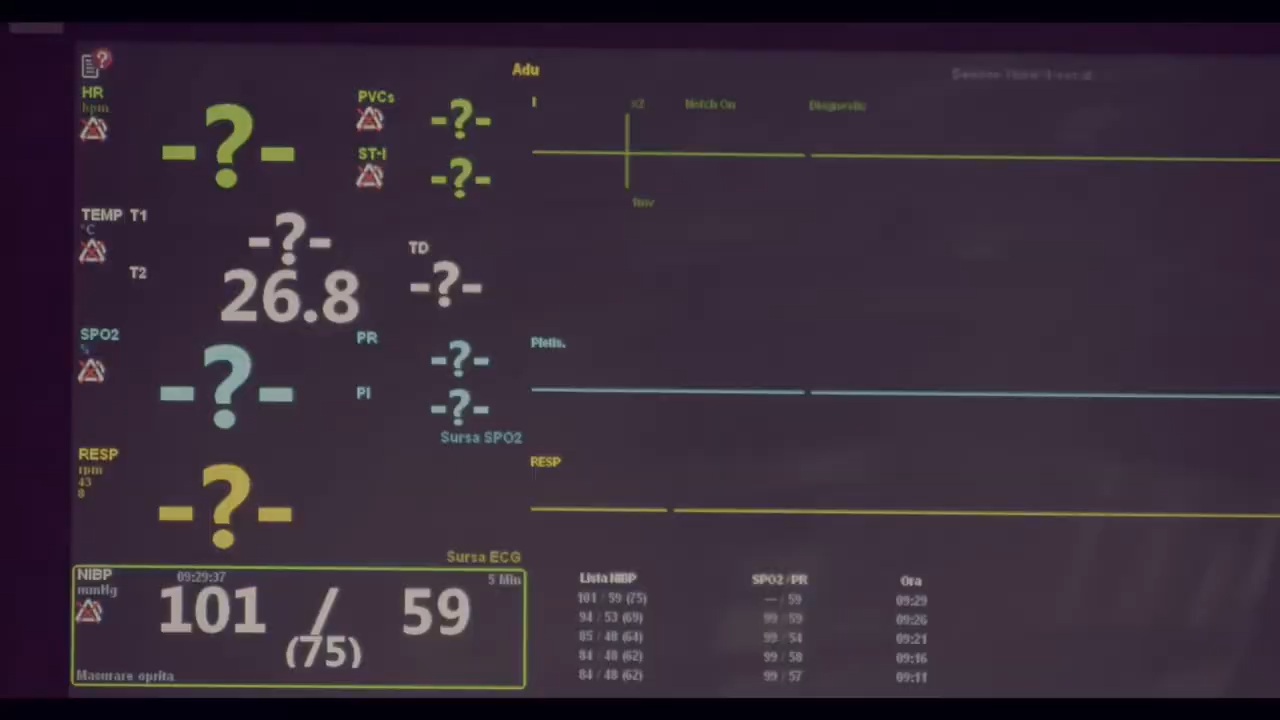 ?
HR
bpm
-?-
PVCs
-?-
ST-I
-?-
Adu
I
x2
Notch On
Diagnostic
1mv
TEMP T1
°C
-?-
T2
26.8
TD
-?-
SPO2
%
-?-
PR
-?-
PI
-?-
Sursa SPO2
Pletis.
RESP
rpm
43
8
-?-
Sursa ECG
RESP
NIBP
mmHg
09:29:37
5 Min
101 / 59
(75)
Masurare oprita
Lista NIBP SPO2/PR Ora
101 / 59 (75) --- / 59 09:29
94 / 53 (69) 99 / 59 09:26
85 / 48 (64) 99 / 54 09:21
84 / 48 (62) 99 / 58 09:16
84 / 48 (62) 99 / 57 09:11